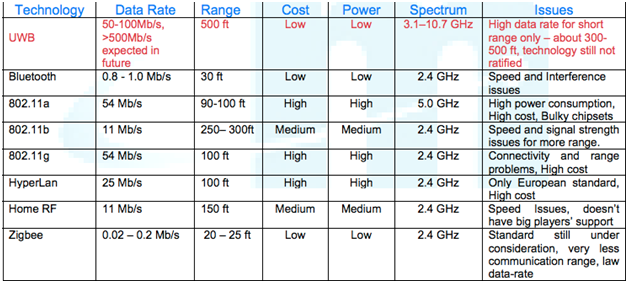 Technology Data Rate Range Cost Power Spectrum Issues
UWB 50-100Mb/s, 500 ft Low Low 3.1–10.7 GHz High data rate for short
>500Mb/s range only – about 300-
expected in 500 ft, technology still not
future ratified
Bluetooth 0.8 - 1.0 Mb/s 30 ft Low Low 2.4 GHz Speed and Interference
issues
802.11a 54 Mb/s 90-100 ft High High 5.0 GHz High power consumption,
High cost, Bulky chipsets
802.11b 11 Mb/s 250– 300ft Medium Medium 2.4 GHz Speed and signal strength
issues for more range.
802.11g 54 Mb/s 100 ft High High 2.4 GHz Connectivity and range
problems, High cost
HyperLan 25 Mb/s 100 ft High High 2.4 GHz Only European standard,
High cost
Home RF 11 Mb/s 150 ft Medium Medium 2.4 GHz Speed Issues, doesn't
have big players' support
Zigbee 0.02 – 0.2 Mb/s 20 – 25 ft Low Low 2.4 GHz Standard still under
consideration, very less
communication range, law
data-rate